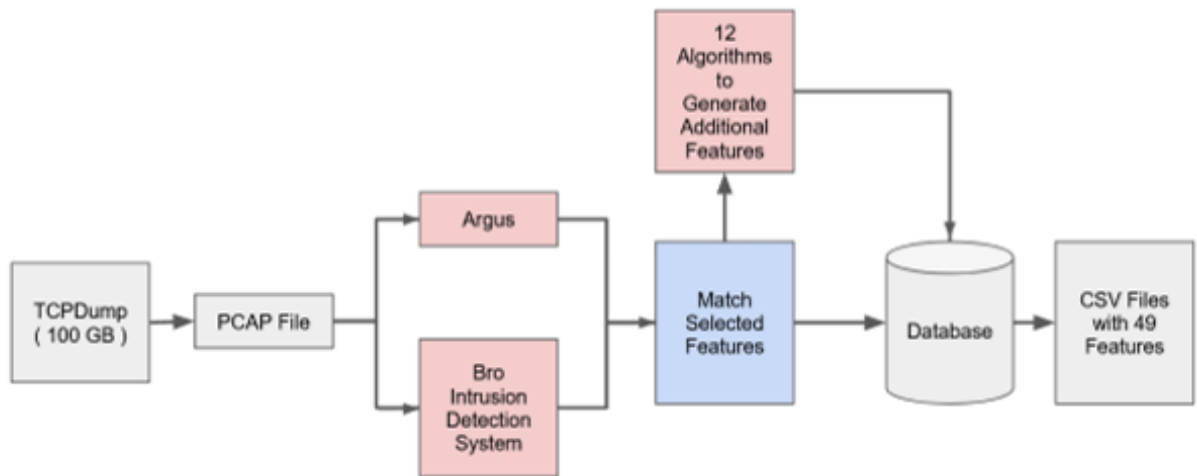 TCPDump
( 100 GB )
PCAP File
Argus
Bro
Intrusion
Detection
System
Match
Selected
Features
12
Algorithms
to
Generate
Additional
Features
Database
CSV Files
with 49
Features